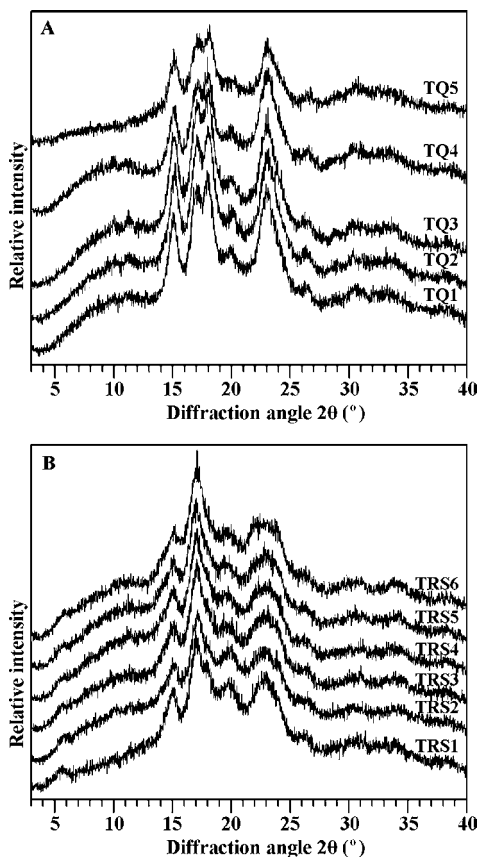 A
TQ5
TQ4
TQ3
TQ2
TQ1
Relative intensity
5 10 15 20 25 30 35 40
Diffraction angle 2θ (°)
B
TRS6
TRS5
TRS4
TRS3
TRS2
TRS1
Relative intensity
5 10 15 20 25 30 35 40
Diffraction angle 2θ (°)